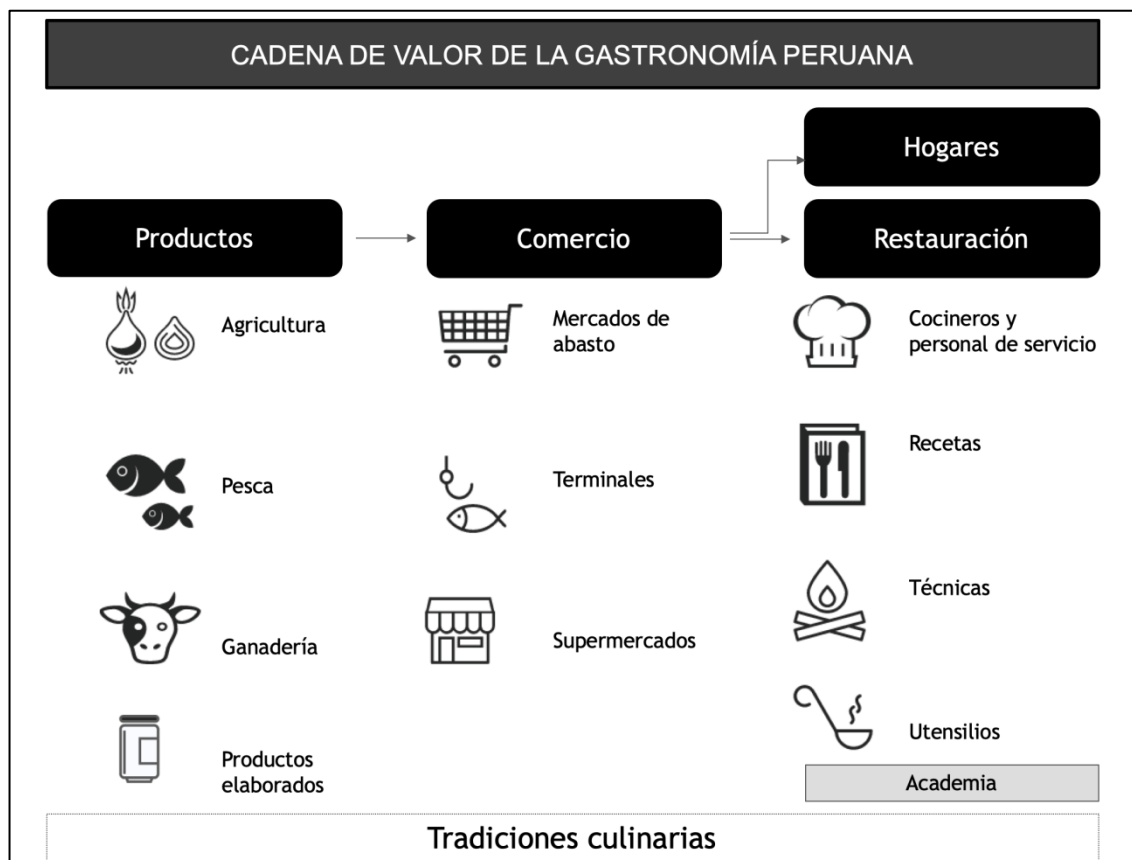 CADENA DE VALOR DE LA GASTRONOMÍA PERUANA
Hogares
Productos
Comercio
Restauración
Agricultura
Mercados de
abasto
Cocineros y
personal de servicio
Pesca
Terminales
Recetas
Ganadería
Supermercados
Técnicas
Productos
elaborados
Utensilios
Academia
Tradiciones culinarias